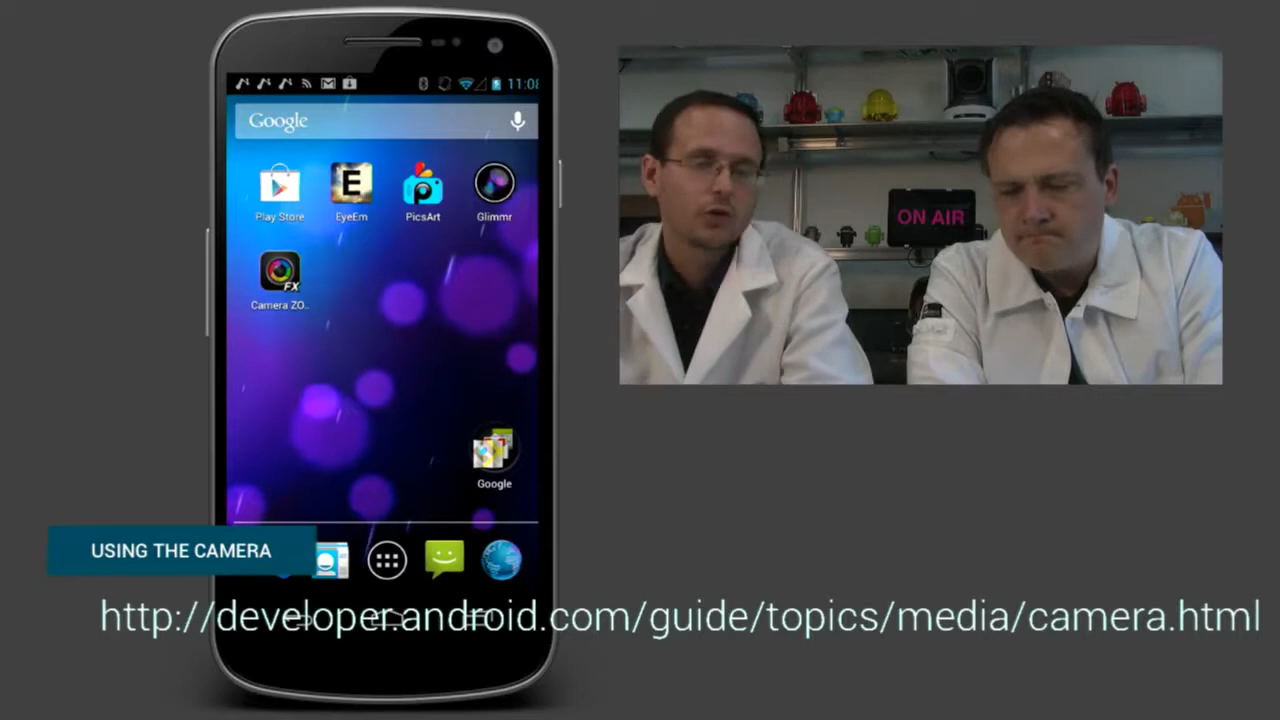 11:08
Google
Play Store
EyeEm
PicsArt
Glimmr
FX
Camera ZO..
Google
ON AIR
USING THE CAMERA
http://developer.android.com/guide/topics/media/camera.html